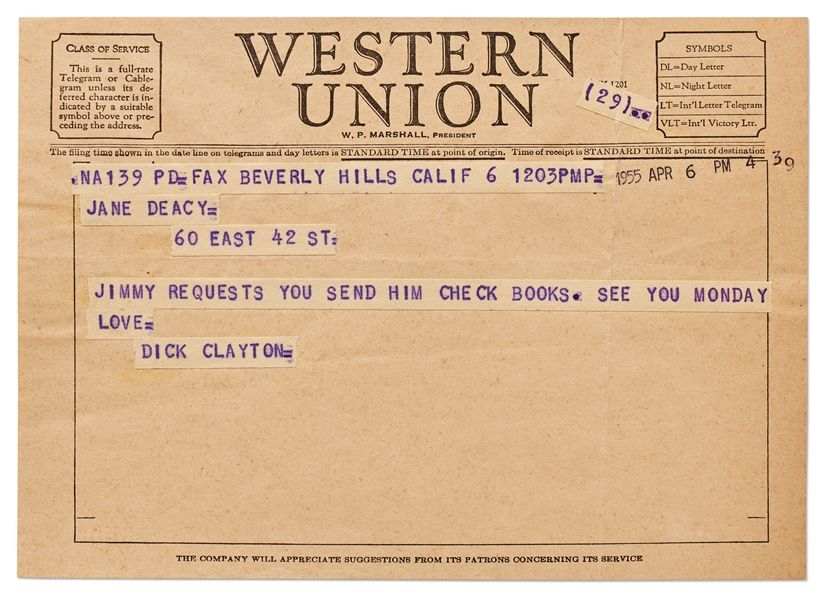 CLASS OF SERVICE
This is a full-rate
Telegram or Cable-
gram unless its de-
ferred character is in-
dicated by a suitable
symbol above or pre-
ceding the address.
WESTERN
UNION
W. P. MARSHALL, PRESIDENT
1201
(29)
SYMBOLS
DL=Day Letter
NL=Night Letter
LT=Int'l Letter Telegram
VLT=Int'l Victory Ltr.
The filing time shown in the date line on telegrams and day letters is STANDARD TIME at point of origin. Time of receipt is STANDARD TIME at point of destination
NA139 PD=FAX BEVERLY HILLS CALIF 6 1203PMP=
1955 APR 6 PM 4 39
JANE DEACY=
60 EAST 42 ST=
JIMMY REQUESTS YOU SEND HIM CHECK BOOKS. SEE YOU MONDAY
LOVE=
DICK CLAYTON=
THE COMPANY WILL APPRECIATE SUGGESTIONS FROM ITS PATRONS CONCERNING ITS SERVICE